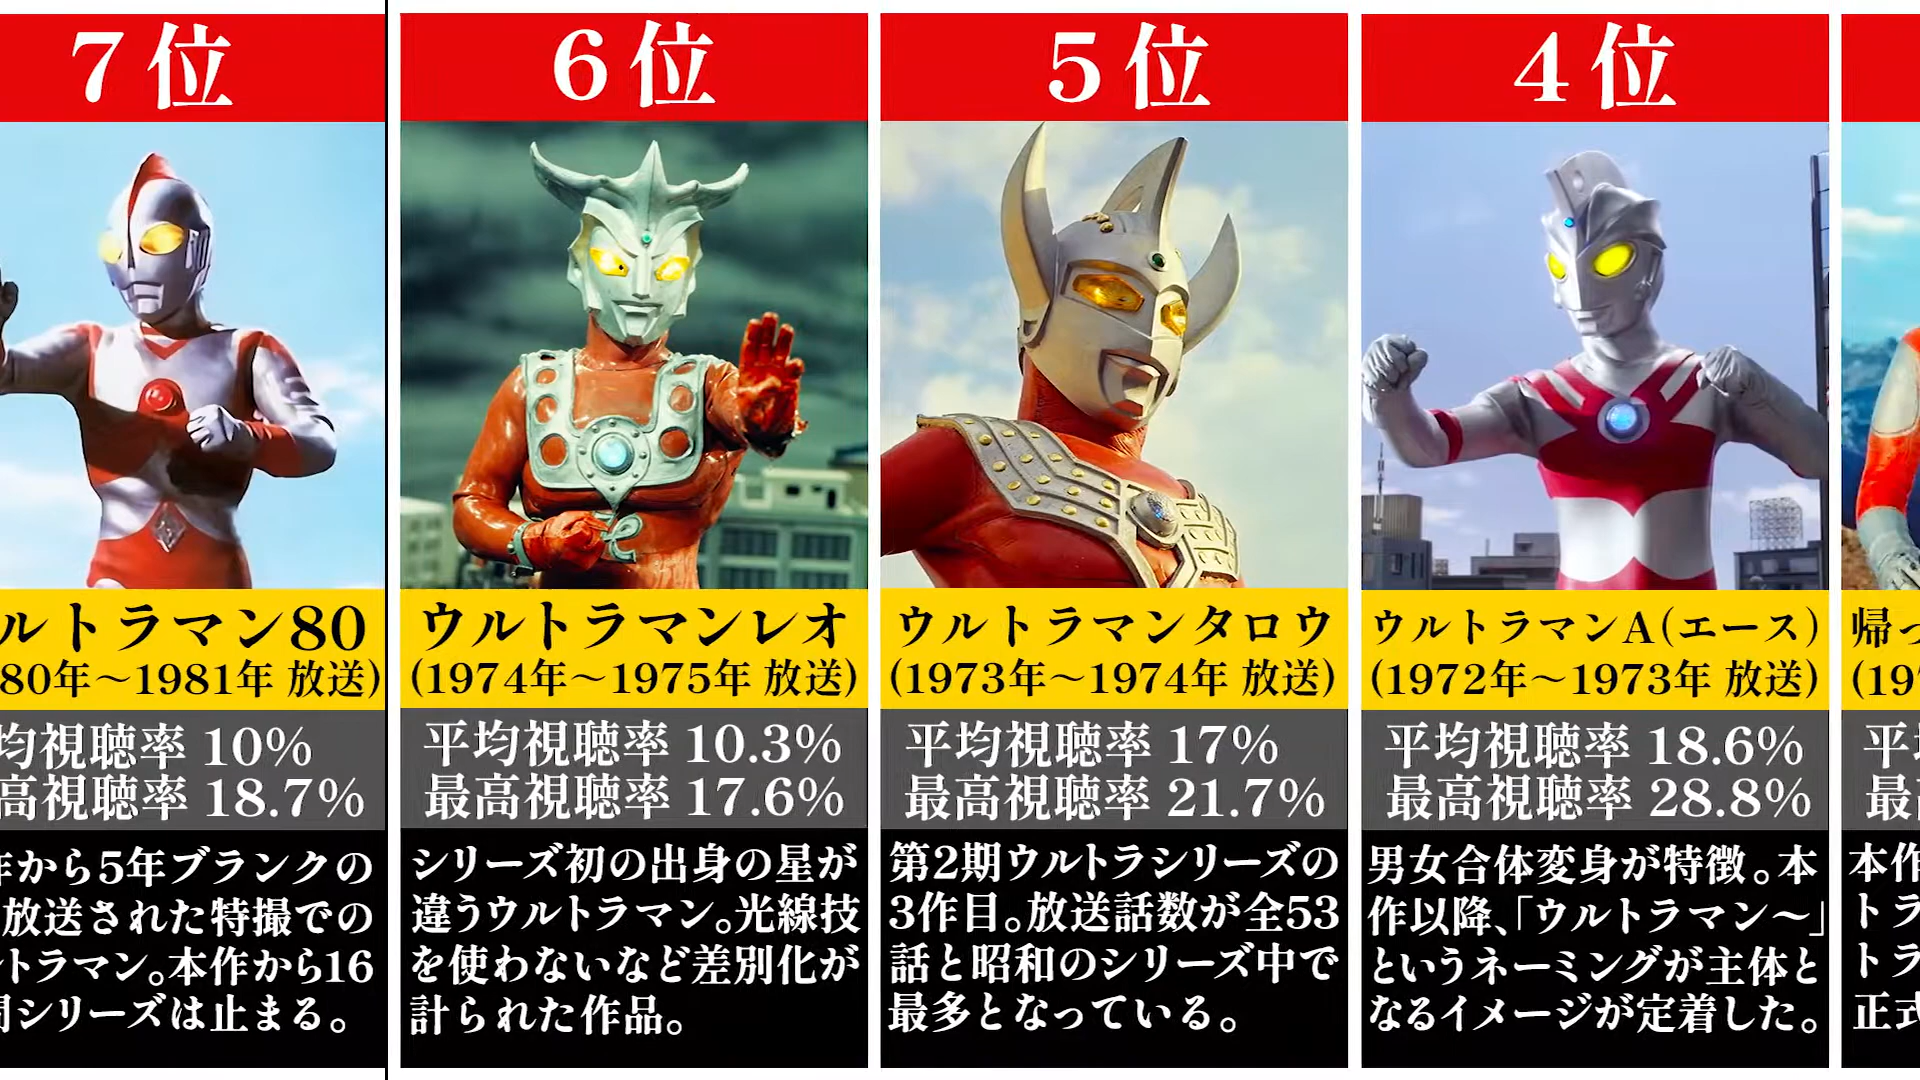 7位
ルトラマン80
80年～1981年 放送)
均視聴率 10%
高視聴率 18.7%
から5年ブランクの
放送された特撮での
トラマン。本作から16
シリーズは止まる。
6位
ウルトラマンレオ
(1974年～1975年 放送)
平均視聴率 10.3%
最高視聴率 17.6%
シリーズ初の出身の星が
違うウルトラマン。光線技
を使わないなど差別化が
計られた作品。
5位
ウルトラマンタロウ
(1973年～1974年 放送)
平均視聴率 17%
最高視聴率 21.7%
第2期ウルトラシリーズの
3作目。放送話数が全53
話と昭和のシリーズ中で
最多となっている。
4位
ウルトラマンA(エース)
(1972年～1973年 放送)
平均視聴率 18.6%
最高視聴率 28.8%
男女合体変身が特徴。本
作以降、「ウルトラマン～」
というネーミングが主体と
なるイメージが定着した。
帰っ
(197
平
最
本作
トラ
トラ
正式